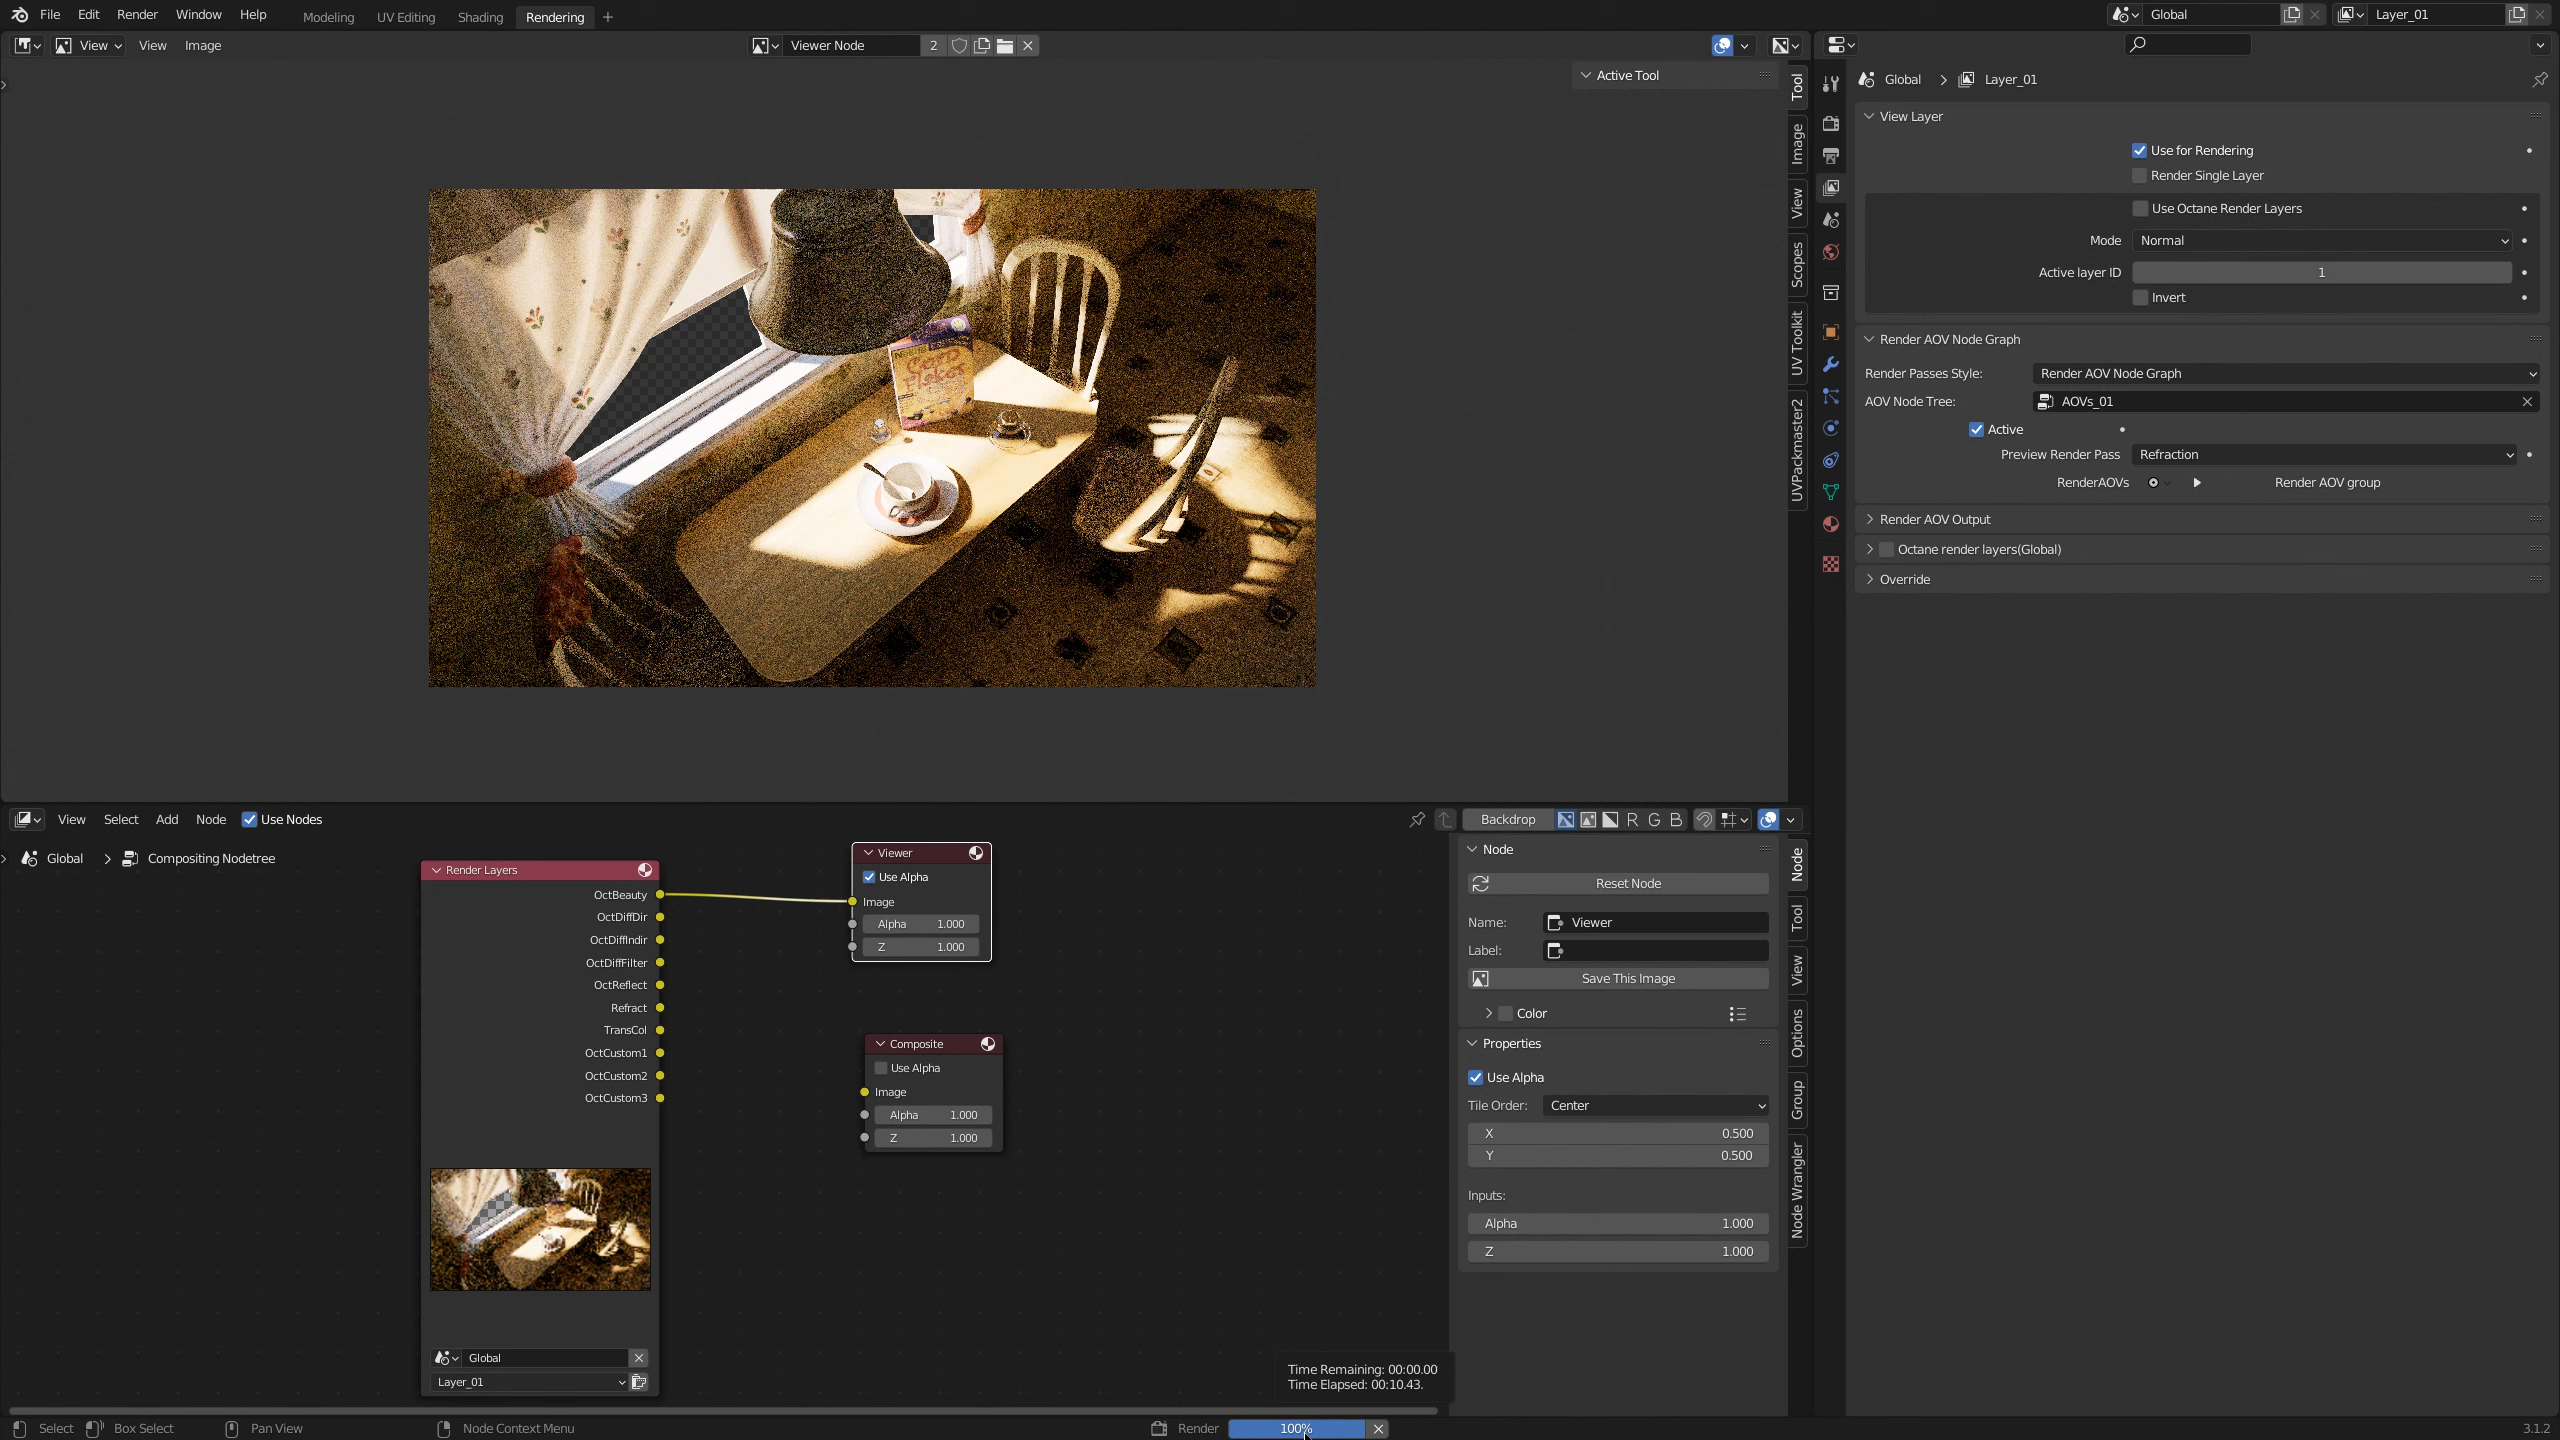 File Edit Render Window Help Modeling UV Editing Shading Rendering + Global Layer_01
View View Image Viewer Node 2
Active Tool
Tool
Image
View
Scopes
UV Toolkit
UVPackmaster2
Global > Layer_01
View Layer
Use for Rendering
Render Single Layer
Use Octane Render Layers
Mode Normal
Active layer ID 1
Invert
Render AOV Node Graph
Render Passes Style: Render AOV Node Graph
AOV Node Tree: AOVs_01
Active
Preview Render Pass Refraction
RenderAOVs Render AOV group
Render AOV Output
Octane render layers(Global)
Override
View Select Add Node Use Nodes Backdrop R G B
Global > Compositing Nodetree
Render Layers
OctBeauty
OctDiffDir
OctDiffIndir
OctDiffFilter
OctReflect
Refract
TransCol
OctCustom1
OctCustom2
OctCustom3
Global
Layer_01
Viewer
Use Alpha
Image
Alpha 1.000
Z 1.000
Composite
Use Alpha
Image
Alpha 1.000
Z 1.000
Node
Reset Node
Name: Viewer
Label:
Save This Image
Color
Properties
Use Alpha
Tile Order: Center
X 0.500
Y 0.500
Inputs:
Alpha 1.000
Z 1.000
Node
Tool
View
Options
Group
Node Wrangler
Time Remaining: 00:00.00
Time Elapsed: 00:10.43.
Select Box Select Pan View Node Context Menu Render 100% 3.1.2